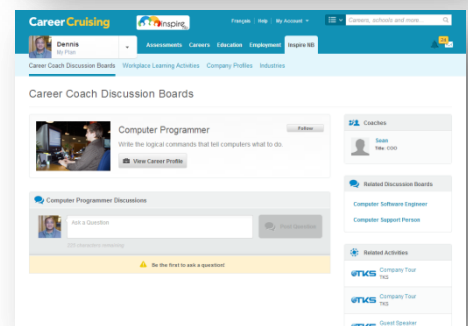 CareerCruising
inspire
Français | Help | My Account
Careers, schools and more
Dennis
My Plan
Assessments Careers Education Employment Inspire NB
Career Coach Discussion Boards Workplace Learning Activities Company Profiles Industries
Career Coach Discussion Boards
Computer Programmer
Follow
Write the logical commands that tell computers what to do.
View Career Profile
Computer Programmer Discussions
Ask a Question
Post Question
Be the first to ask a question!
Coaches
Sean
Title: COO
Related Discussion Boards
Computer Software Engineer
Computer Support Person
Related Activities
TKS Company Tour
TKS
TKS Company Tour
TKS
TKS Guest Speaker